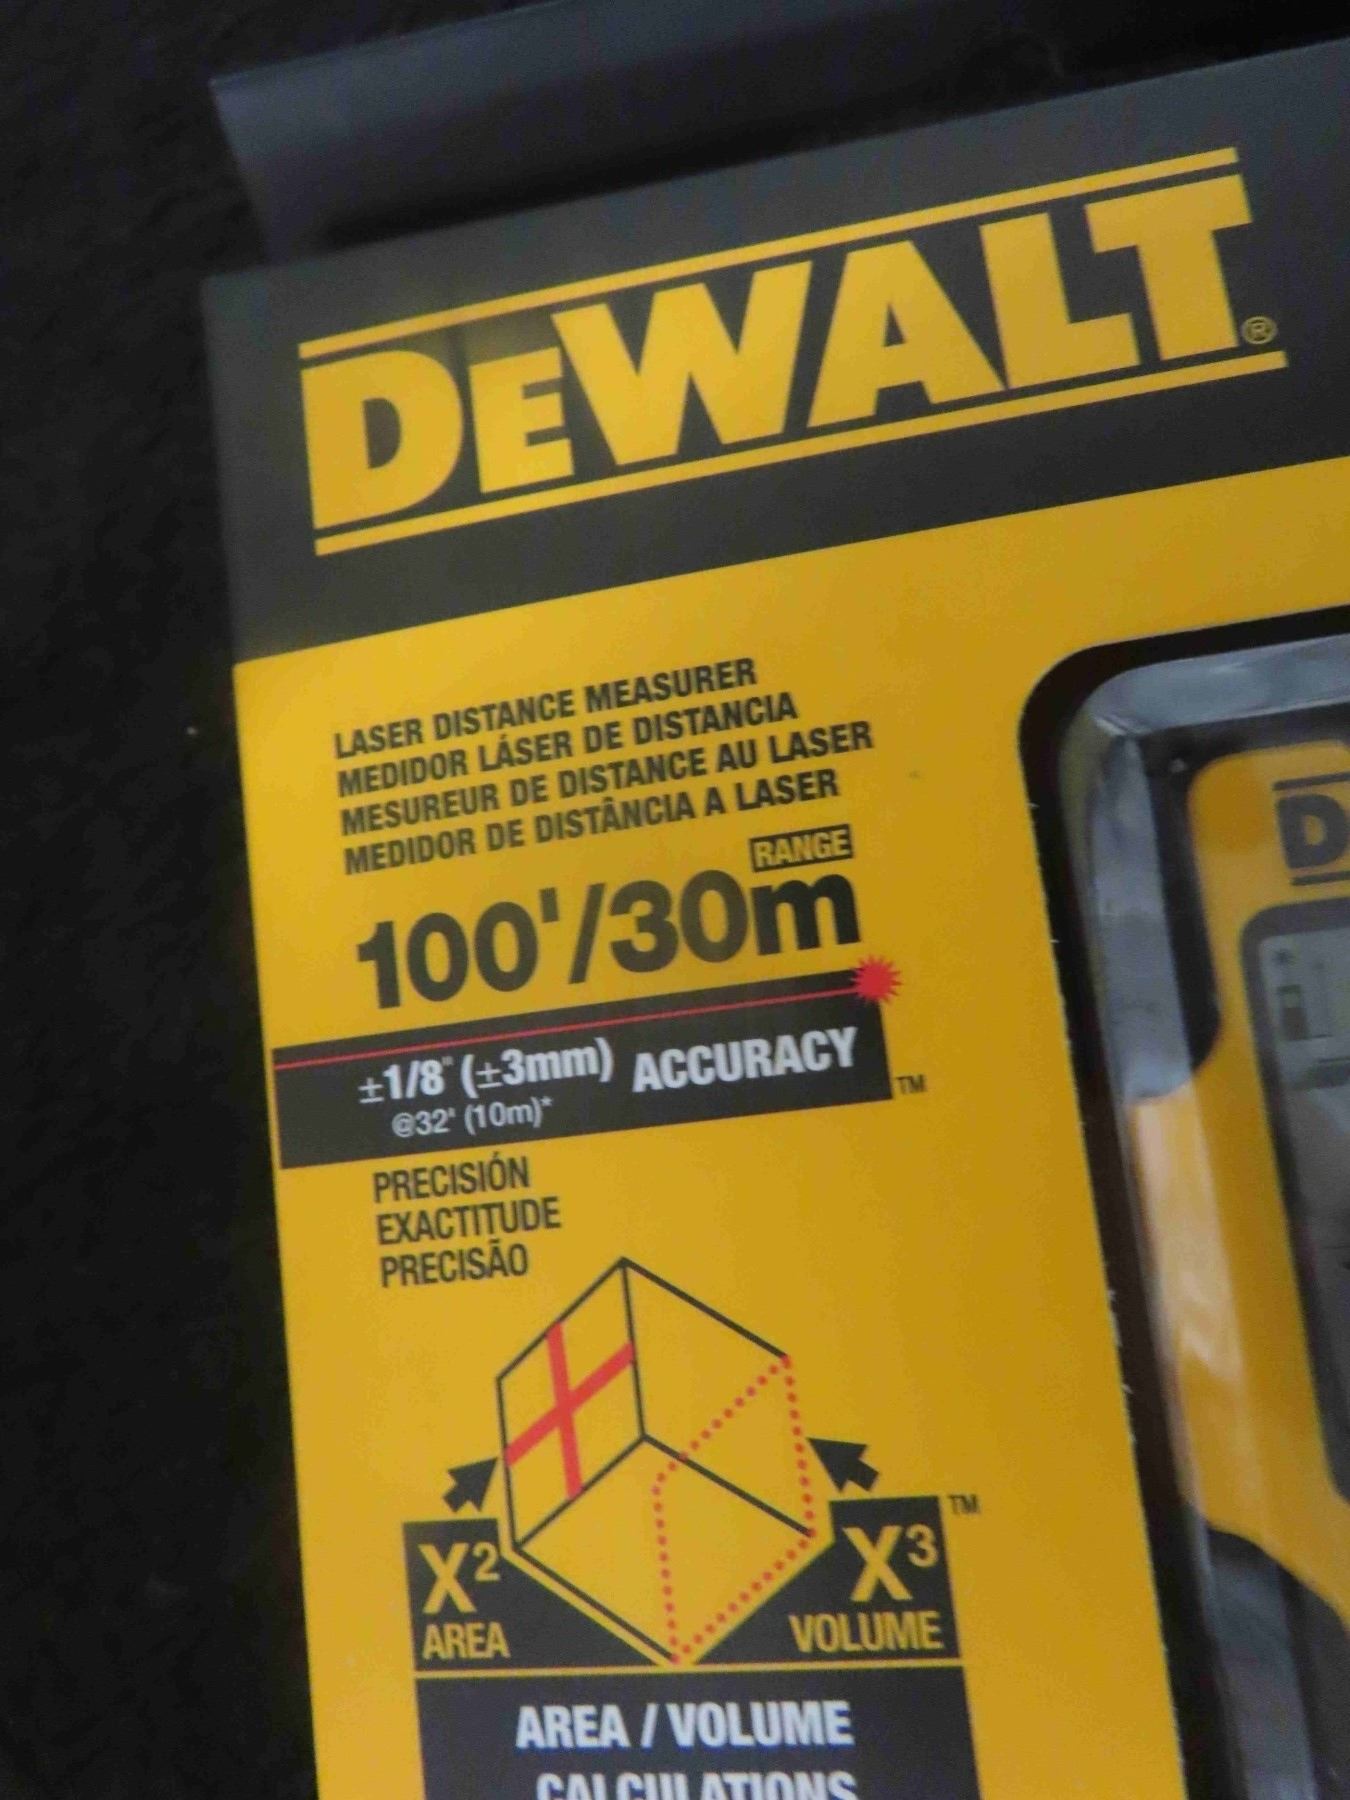 DEWALT®
LASER DISTANCE MEASURER
MEDIDOR LÁSER DE DISTANCIA
MESUREUR DE DISTANCE AU LASER
MEDIDOR DE DISTÂNCIA A LASER
RANGE
100'/30m
±1/8" (±3mm) ACCURACY
@32' (10m)*
TM
PRECISIÓN
EXACTITUDE
PRECISÃO
TM
X² X³
AREA VOLUME
AREA / VOLUME
CALCULATIONS
D